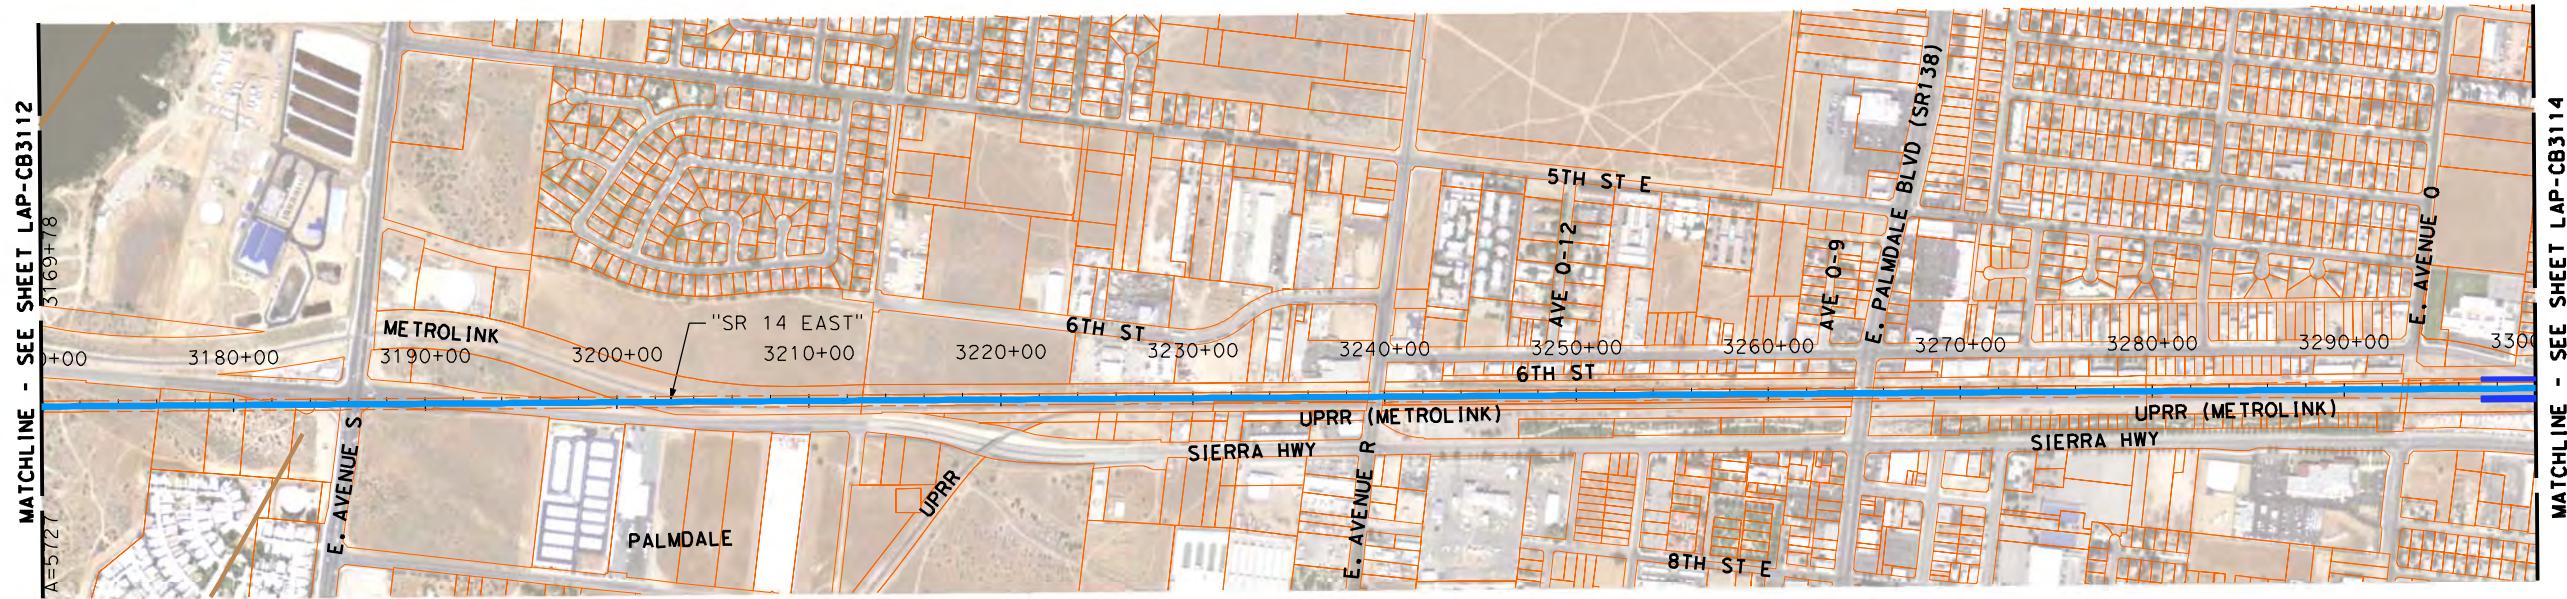 MATCHLINE - SEE SHEET LAP-CB3112
3169+78
A=5727
0+00
3180+00
3190+00
3200+00
3210+00
3220+00
3230+00
3240+00
3250+00
3260+00
3270+00
3280+00
3290+00
3300
METROLINK
"SR 14 EAST"
6TH ST
5TH ST E
AVE O-12
AVE O-9
E. PALMDALE BLVD (SR138)
E. AVENUE O
6TH ST
UPRR (METROLINK)
UPRR (METROLINK)
SIERRA HWY
SIERRA HWY
E. AVENUE S
PALMDALE
UPRR
E. AVENUE R
8TH ST E
MATCHLINE - SEE SHEET LAP-CB3114